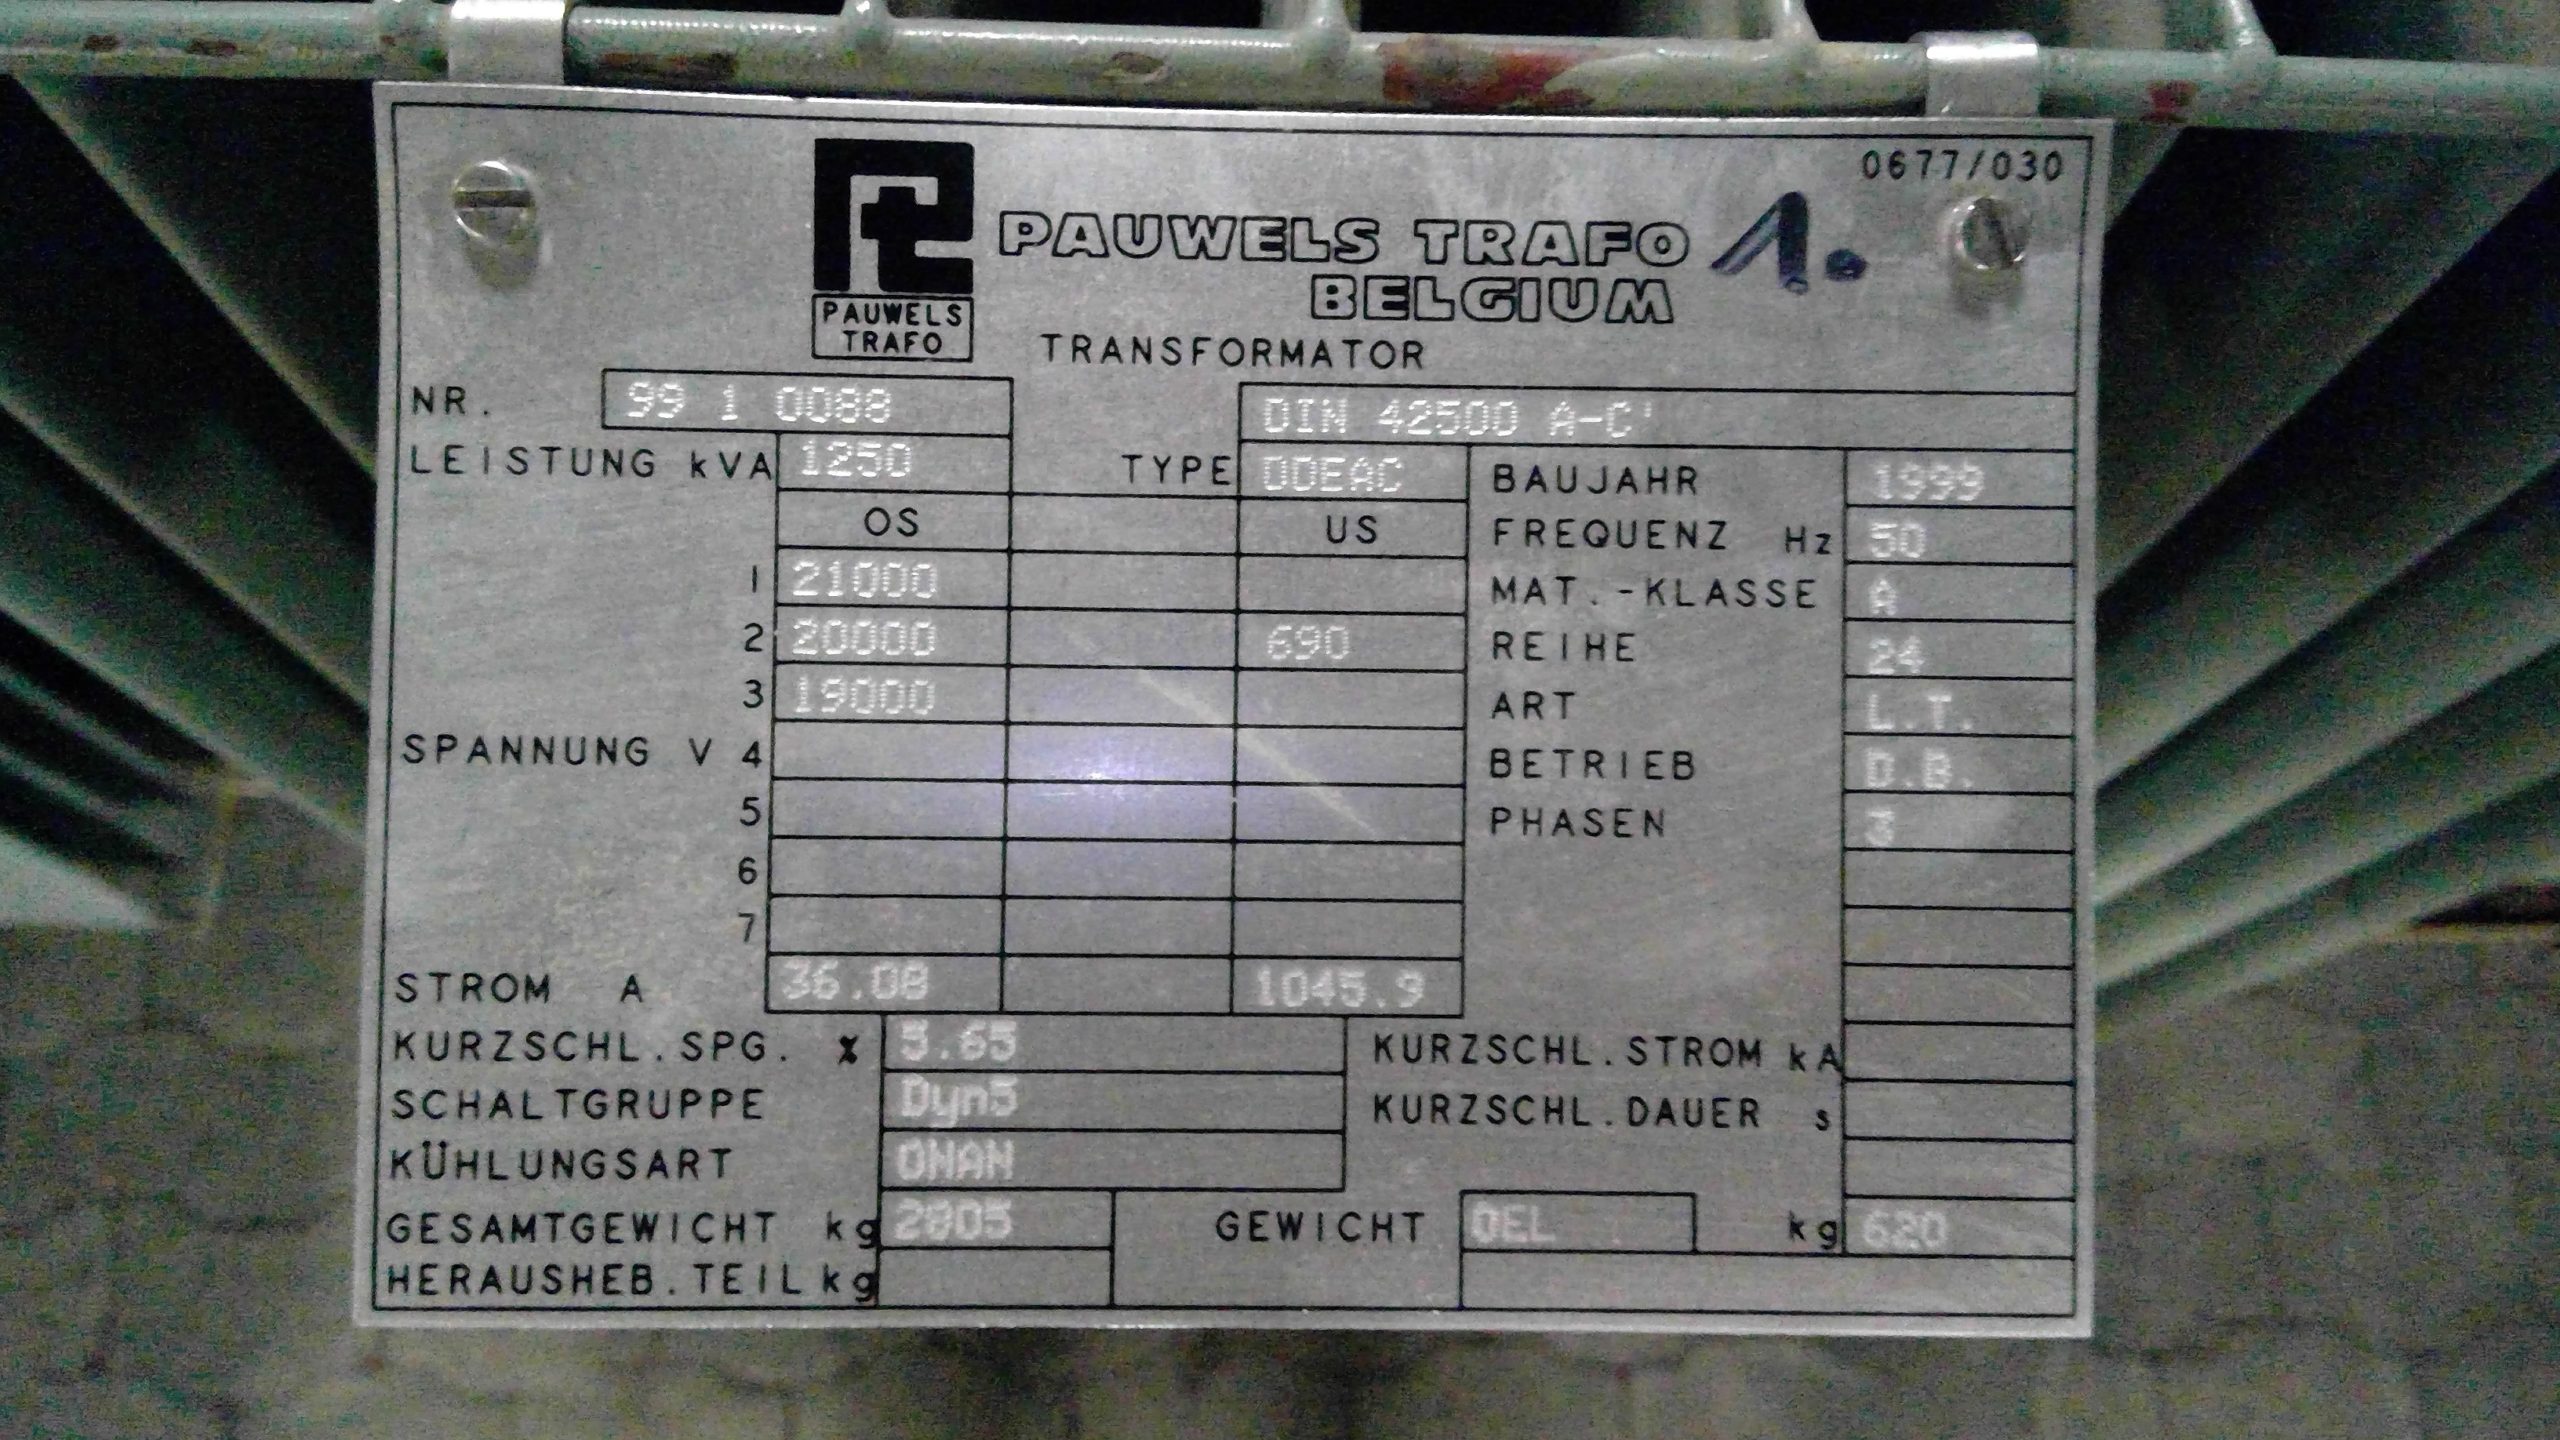 0677/030
PAUWELS TRAFO 1.
BELGIUM
PAUWELS
TRAFO
TRANSFORMATOR
NR. 99 1 0088 DIN 42500 A-C'
LEISTUNG kVA 1250 TYPE DDEAC BAUJAHR 1999
OS US FREQUENZ Hz 50
1 21000 MAT.-KLASSE A
2 20000 690 REIHE 24
3 19000 ART L.T.
SPANNUNG V 4 BETRIEB D.B.
5 PHASEN 3
6
7
STROM A 36.08 1045.9
KURZSCHL.SPG. % 5.65 KURZSCHL.STROM kA
SCHALTGRUPPE Dyn5 KURZSCHL.DAUER s
KÜHLUNGSART ONAN
GESAMTGEWICHT kg 2805 GEWICHT OEL kg 620
HERAUSHEB.TEIL kg